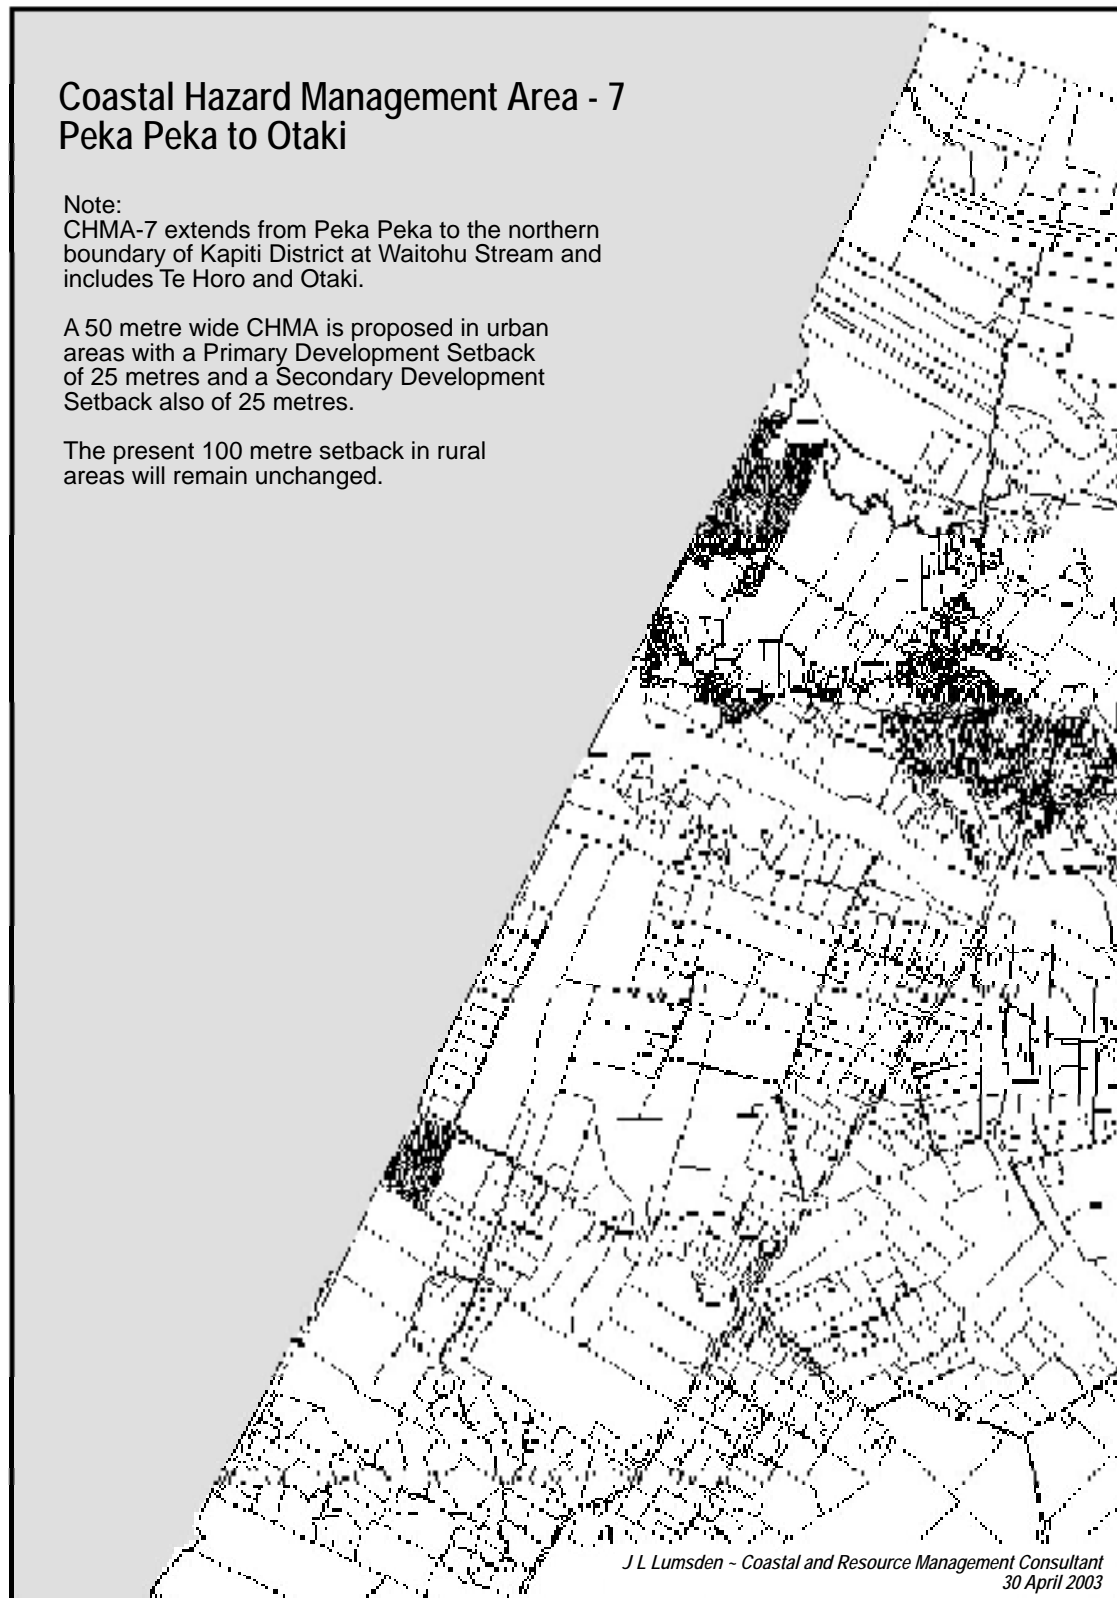 Coastal Hazard Management Area - 7
Peka Peka to Otaki
Note:
CHMA-7 extends from Peka Peka to the northern
boundary of Kapiti District at Waitohu Stream and
includes Te Horo and Otaki.
A 50 metre wide CHMA is proposed in urban
areas with a Primary Development Setback
of 25 metres and a Secondary Development
Setback also of 25 metres.
The present 100 metre setback in rural
areas will remain unchanged.
J L Lumsden ~ Coastal and Resource Management Consultant
30 April 2003